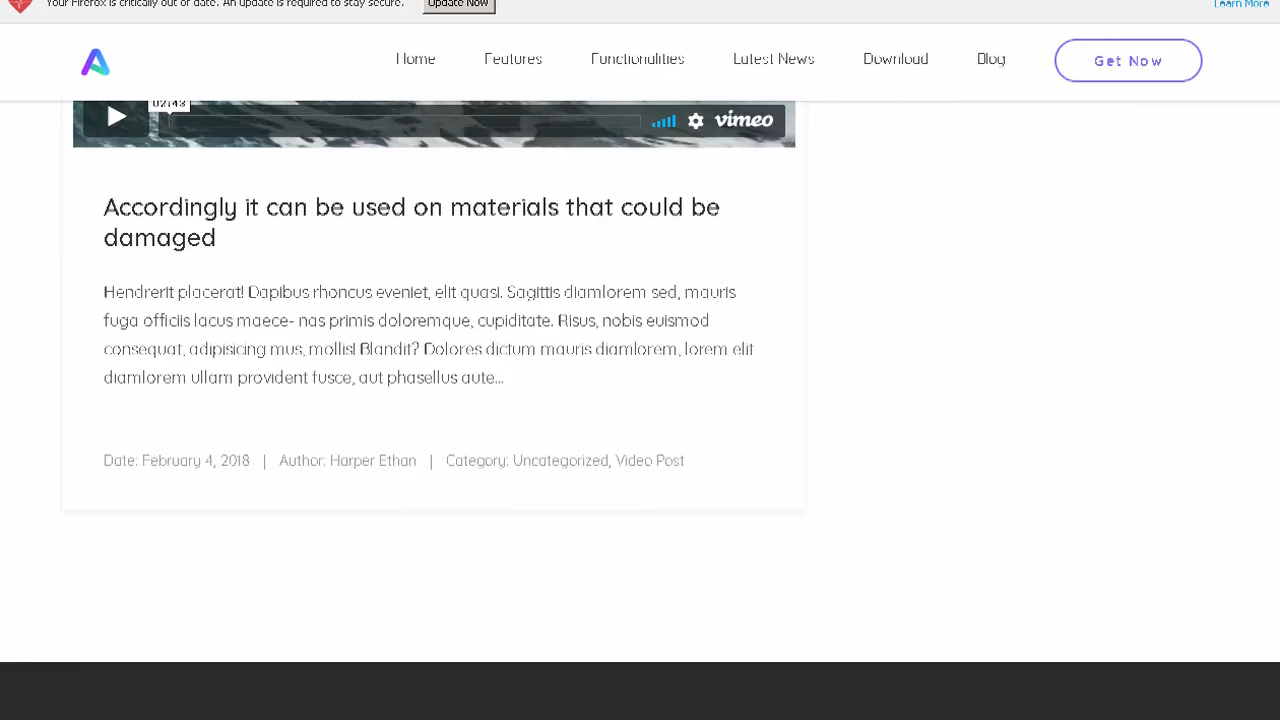 Your Firefox is critically out of date. An update is required to stay secure. Update Now Learn More
Home Features Functionalities Latest News Download Blog Get Now
02:43
vimeo
Accordingly it can be used on materials that could be
damaged
Hendrerit placerat! Dapibus rhoncus eveniet, elit quasi. Sagittis diamlorem sed, mauris
fuga officiis lacus maece- nas primis doloremque, cupiditate. Risus, nobis euismod
consequat, adipisicing mus, mollis! Blandit? Dolores dictum mauris diamlorem, lorem elit
diamlorem ullam provident fusce, aut phasellus aute...
Date: February 4, 2018 | Author: Harper Ethan | Category: Uncategorized, Video Post